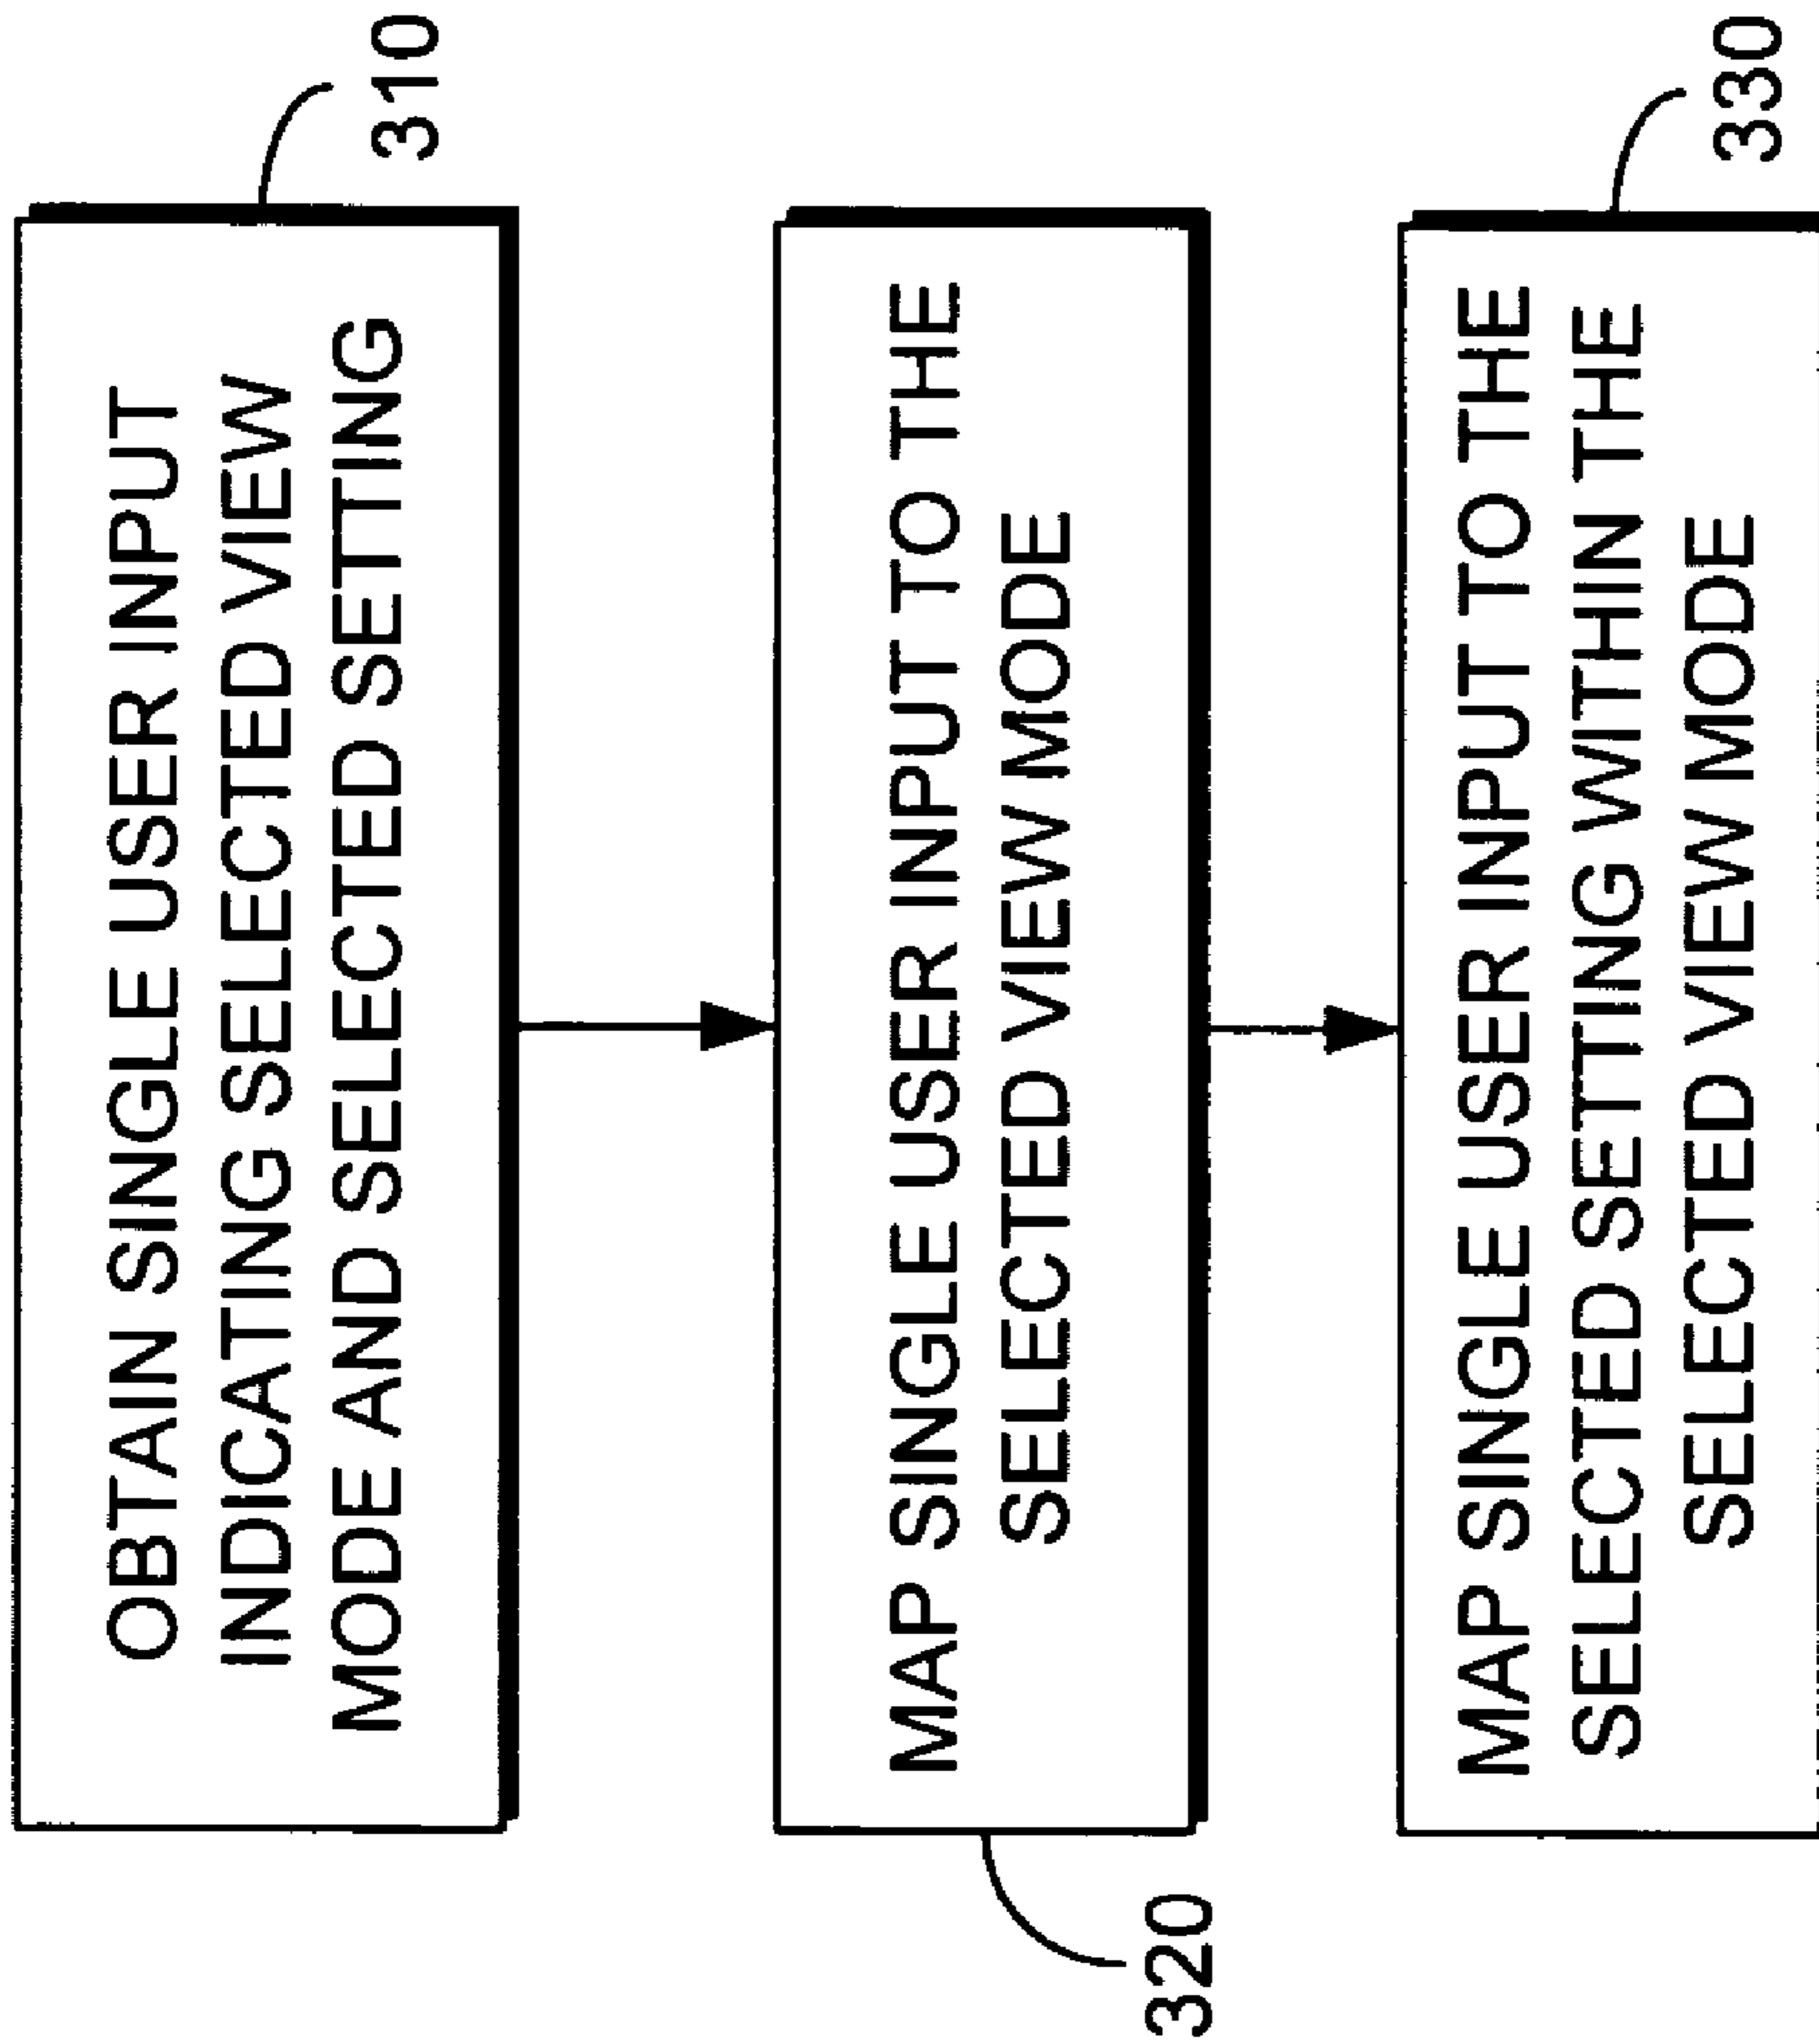 OBTAIN SINGLE USER INPUT
INDICATING SELECTED VIEW
MODE AND SELECTED SETTING
310
MAP SINGLE USER INPUT TO THE
SELECTED VIEW MODE
320
MAP SINGLE USER INPUT TO THE
SELECTED SETTING WITHIN THE
SELECTED VIEW MODE
330